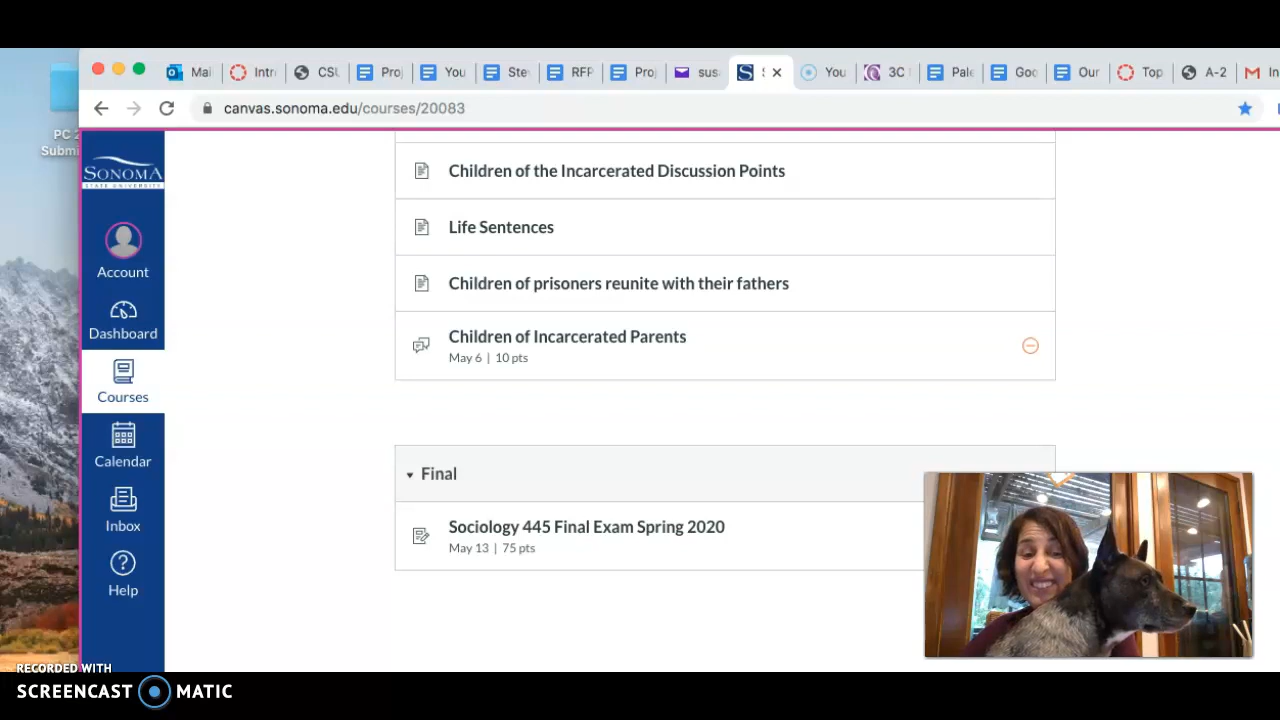 PC 2
Submi
Mai
Intr
CSU
Proj
You
Ste
RFP
Proj
sus
You
3C
Pale
Goo
Our
Top
A-2
In
canvas.sonoma.edu/courses/20083
SONOMA
STATE UNIVERSITY
Account
Dashboard
Courses
Calendar
Inbox
Help
Children of the Incarcerated Discussion Points
Life Sentences
Children of prisoners reunite with their fathers
Children of Incarcerated Parents
May 6 | 10 pts
Final
Sociology 445 Final Exam Spring 2020
May 13 | 75 pts
RECORDED WITH
SCREENCAST MATIC